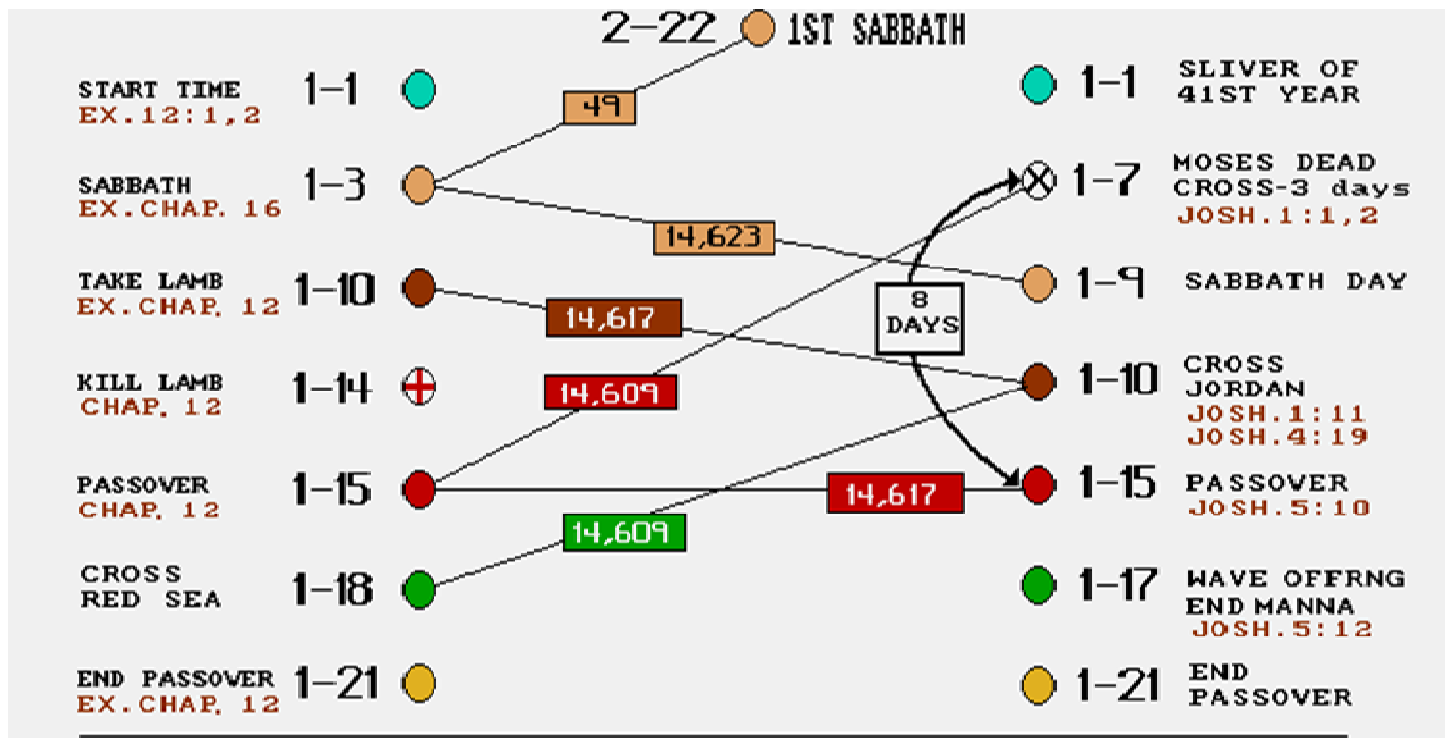 2-22 1ST SABBATH
START TIME 1-1
EX.12:1,2
49
1-1 SLIVER OF
41ST YEAR
SABBATH 1-3
EX.CHAP. 16
14,623
1-7 MOSES DEAD
CROSS-3 days
JOSH.1:1,2
TAKE LAMB 1-10
EX.CHAP. 12
14,617
8
DAYS
1-9 SABBATH DAY
KILL LAMB 1-14
CHAP. 12
14,609
1-10 CROSS
JORDAN
JOSH.1:11
JOSH.4:19
PASSOVER 1-15
CHAP. 12
14,617
1-15 PASSOVER
JOSH.5:10
CROSS
RED SEA 1-18
14,609
1-17 WAVE OFFRNG
END MANNA
JOSH.5:12
END PASSOVER 1-21
EX.CHAP. 12
1-21 END
PASSOVER